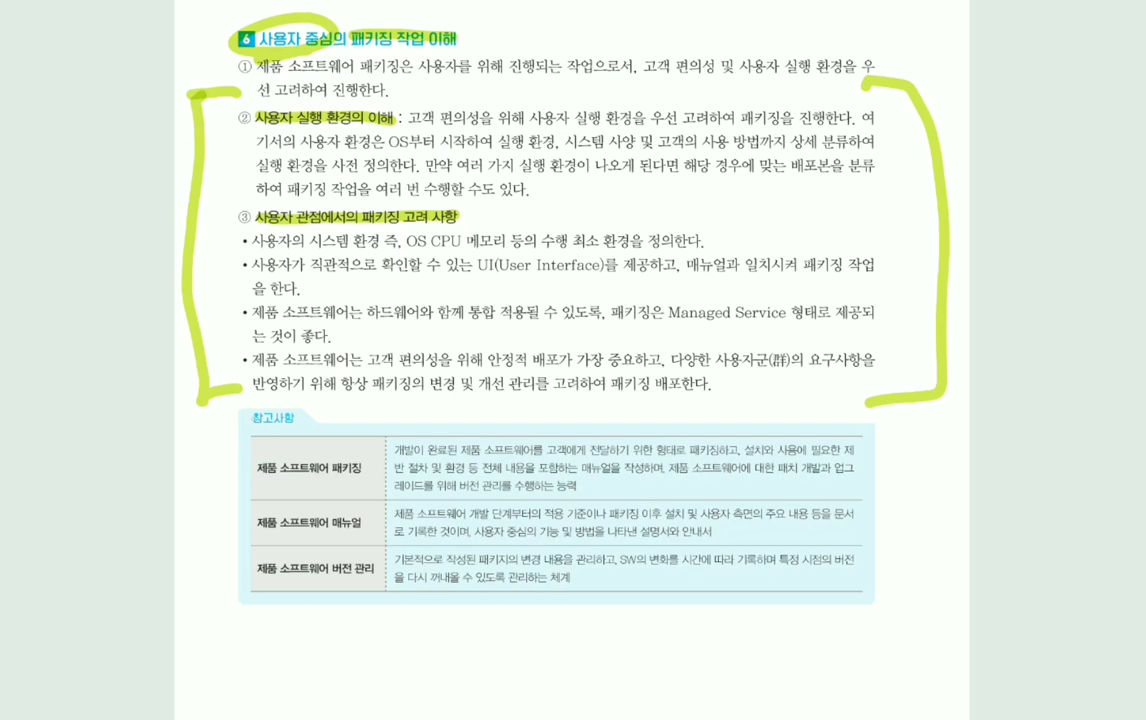 6 사용자 중심의 패키징 작업 이해
① 제품 소프트웨어 패키징은 사용자를 위해 진행되는 작업으로서, 고객 편의성 및 사용자 실행 환경을 우
선 고려하여 진행한다.
② 사용자 실행 환경의 이해 : 고객 편의성을 위해 사용자 실행 환경을 우선 고려하여 패키징을 진행한다. 여
기서의 사용자 환경은 OS부터 시작하여 실행 환경, 시스템 사양 및 고객의 사용 방법까지 상세 분류하여
실행 환경을 사전 정의한다. 만약 여러 가지 실행 환경이 나오게 된다면 해당 경우에 맞는 배포본을 분류
하여 패키징 작업을 여러 번 수행할 수도 있다.
③ 사용자 관점에서의 패키징 고려 사항
• 사용자의 시스템 환경 즉, OS CPU 메모리 등의 수행 최소 환경을 정의한다.
• 사용자가 직관적으로 확인할 수 있는 UI(User Interface)를 제공하고, 매뉴얼과 일치시켜 패키징 작업
을 한다.
• 제품 소프트웨어는 하드웨어와 함께 통합 적용될 수 있도록, 패키징은 Managed Service 형태로 제공되
는 것이 좋다.
• 제품 소프트웨어는 고객 편의성을 위해 안정적 배포가 가장 중요하고, 다양한 사용자군(群)의 요구사항을
반영하기 위해 항상 패키징의 변경 및 개선 관리를 고려하여 패키징 배포한다.
참고사항
제품 소프트웨어 패키징
개발이 완료된 제품 소프트웨어를 고객에게 전달하기 위한 형태로 패키징하고, 설치와 사용에 필요한 제
반 절차 및 환경 등 전체 내용을 포함하는 매뉴얼을 작성하며, 제품 소프트웨어에 대한 패치 개발과 업그
레이드를 위해 버전 관리를 수행하는 능력
제품 소프트웨어 매뉴얼
제품 소프트웨어 개발 단계부터의 적용 기준이나 패키징 이후 설치 및 사용자 측면의 주요 내용 등을 문서
로 기록한 것이며, 사용자 중심의 기능 및 방법을 나타낸 설명서와 안내서
제품 소프트웨어 버전 관리
기본적으로 작성된 패키지의 변경 내용을 관리하고, SW의 변화를 시간에 따라 기록하며 특정 시점의 버전
을 다시 꺼내올 수 있도록 관리하는 체계